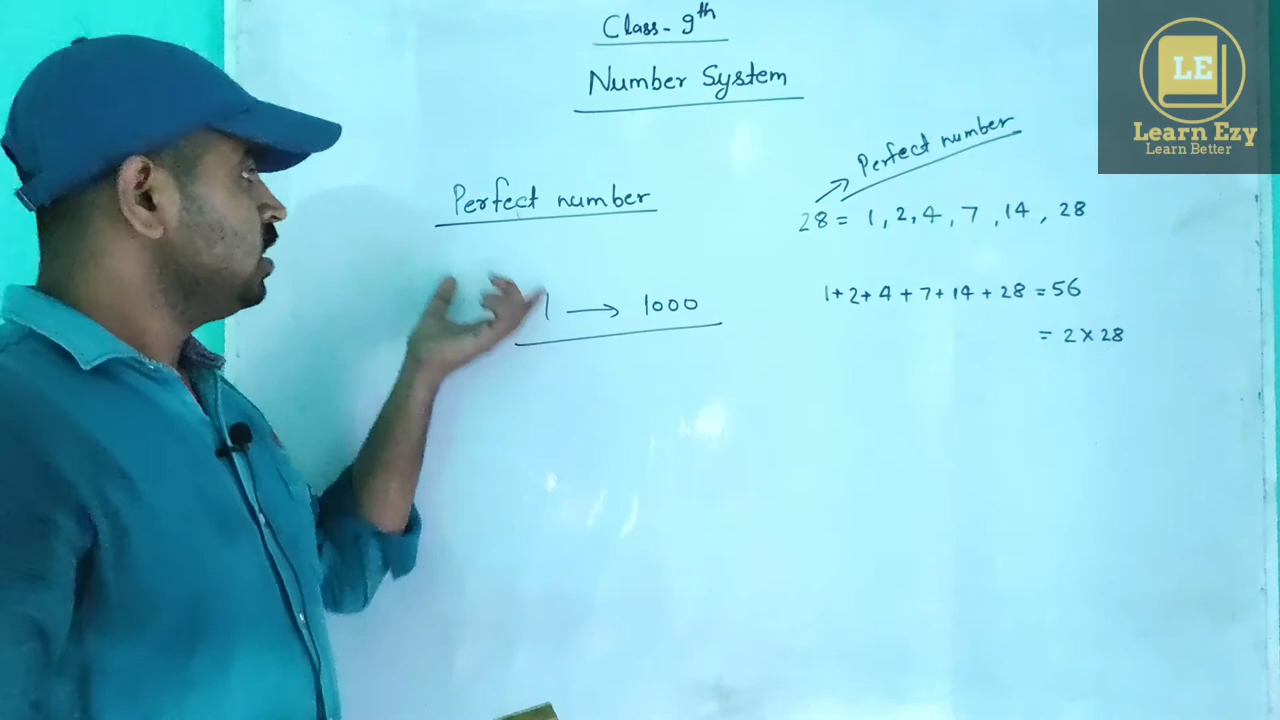 Class - 9th
Number System
LE
Learn Ezy
Learn Better
Perfect number
Perfect number
28 = 1, 2, 4, 7, 14, 28
1 → 1000
1+2+4+7+14+28 = 56
= 2×28